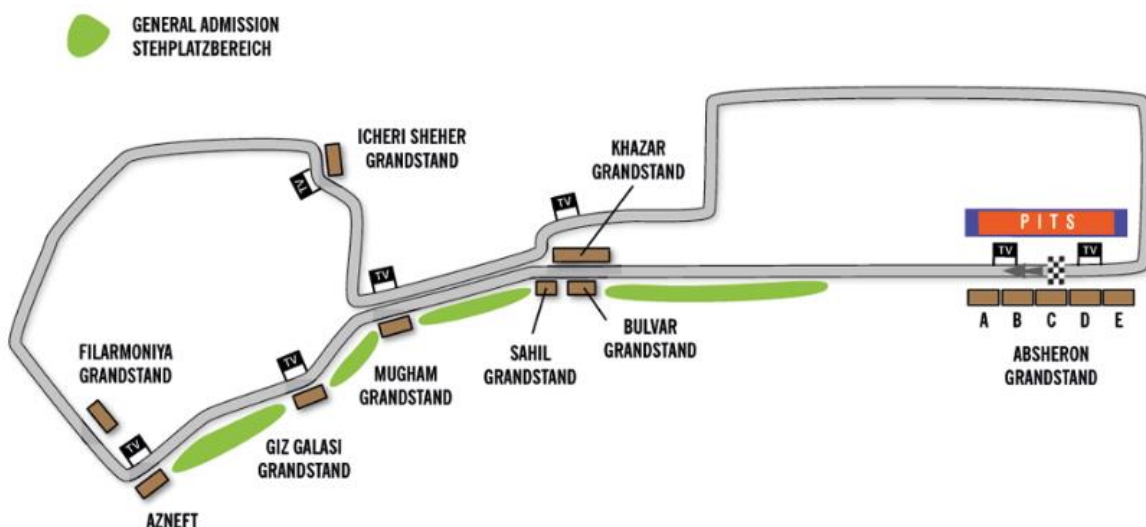 GENERAL ADMISSION
STEHPLATZBEREICH
ICHERI SHEHER
GRANDSTAND
KHAZAR
GRANDSTAND
TV
TV
PITS
TV
TV
TV
A B C D E
ABSHERON
GRANDSTAND
BULVAR
GRANDSTAND
SAHIL
GRANDSTAND
MUGHAM
GRANDSTAND
TV
FILARMONIYA
GRANDSTAND
TV
GIZ GALASI
GRANDSTAND
AZNEFT